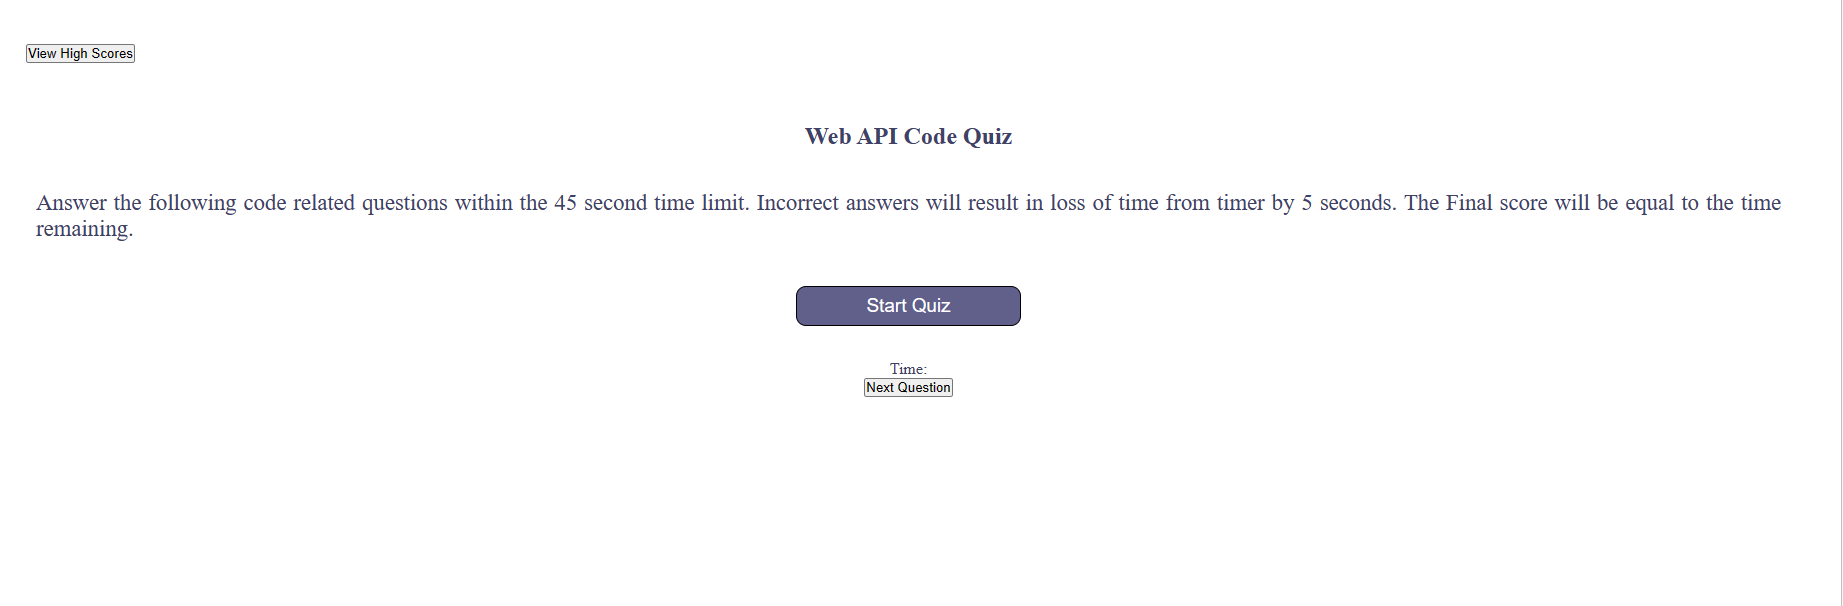 View High Scores
Web API Code Quiz
Answer the following code related questions within the 45 second time limit. Incorrect answers will result in loss of time from timer by 5 seconds. The Final score will be equal to the time
remaining.
Start Quiz
Time:
Next Question